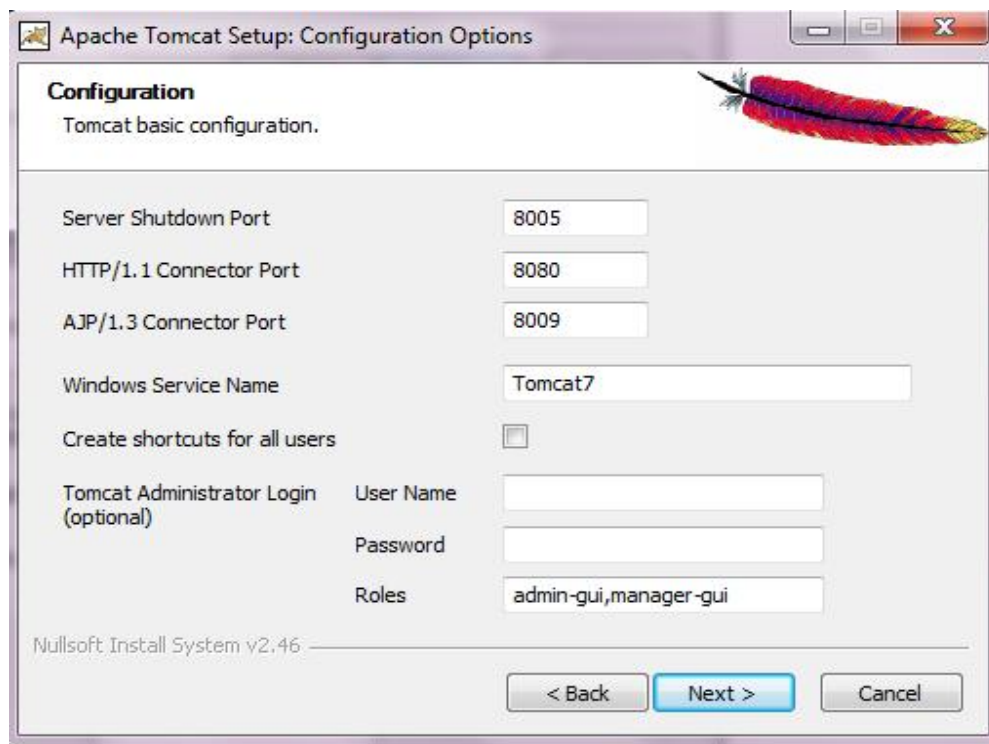 Apache Tomcat Setup: Configuration Options
Configuration
Tomcat basic configuration.
Server Shutdown Port 8005
HTTP/1.1 Connector Port 8080
AJP/1.3 Connector Port 8009
Windows Service Name Tomcat7
Create shortcuts for all users
Tomcat Administrator Login User Name
(optional)
Password
Roles admin-gui,manager-gui
Nullsoft Install System v2.46
< Back Next > Cancel